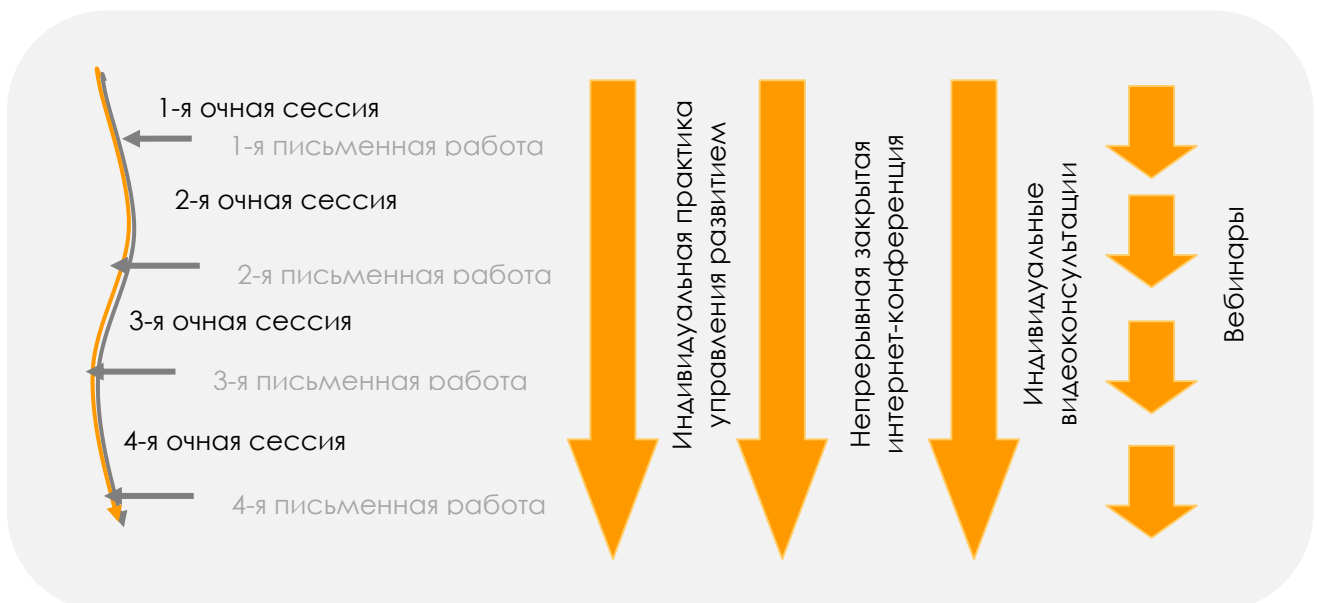 1-я очная сессия
1-я письменная работа
2-я очная сессия
2-я письменная работа
3-я очная сессия
3-я письменная работа
4-я очная сессия
4-я письменная работа
Индивидуальная практика
управления развитием
Непрерывная закрытая
интернет-конференция
Индивидуальные
видеоконсультации
Вебинары